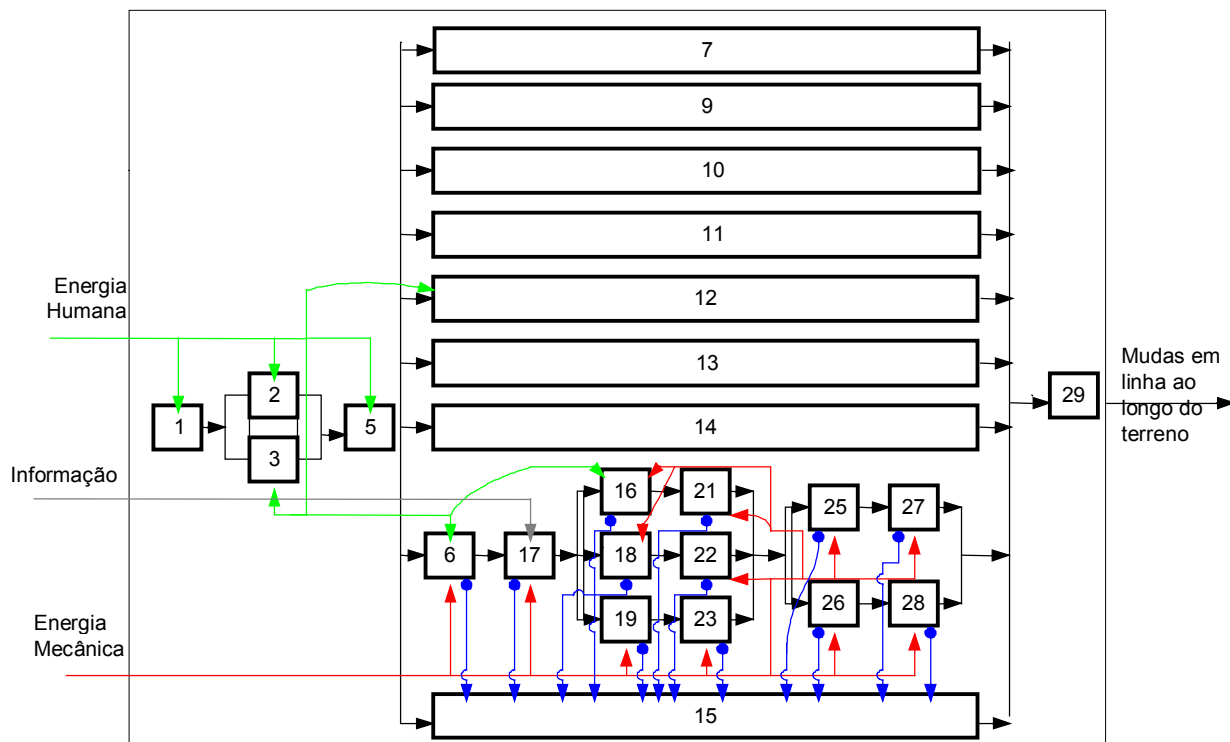 7
9
10
11
Energia
Humana
12
13
Mudas em
linha ao
longo do
terreno
29
2
1
5
14
3
Informação
16
21
25
27
6
17
18
22
19
23
26
28
Energia
Mecânica
15